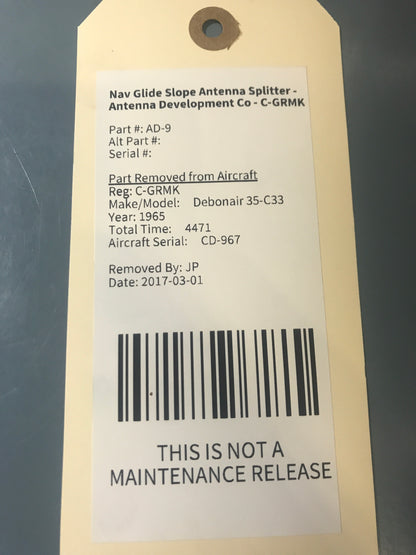 Nav Glide Slope Antenna Splitter -
Antenna Development Co - C-GRMK
Part #: AD-9
Alt Part #:
Serial #:
Part Removed from Aircraft
Reg: C-GRMK
Make/Model: Debonair 35-C33
Year: 1965
Total Time: 4471
Aircraft Serial: CD-967
Removed By: JP
Date: 2017-03-01
THIS IS NOT A
MAINTENANCE RELEASE